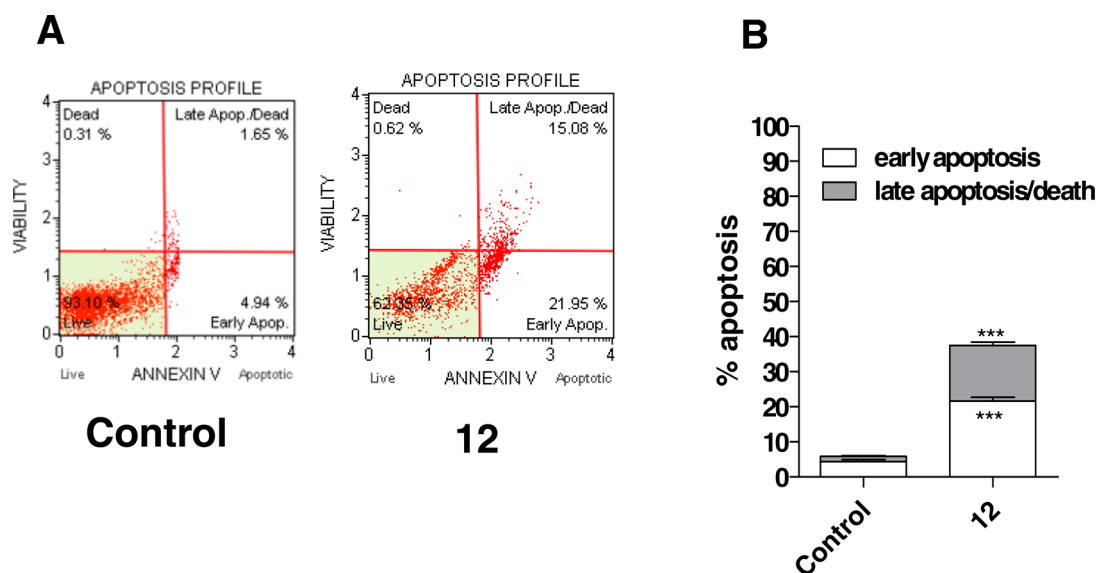 A
APOPTOSIS PROFILE
Dead
0.31 %
Late Apop./Dead
1.65 %
93.10 %
Live
4.94 %
Early Apop.
VIABILITY
4
3
2
1
0
0 1 2 3 4
Live ANNEXIN V Apoptotic
Control
APOPTOSIS PROFILE
Dead
0.62 %
Late Apop./Dead
15.08 %
62.35 %
Live
21.95 %
Early Apop.
VIABILITY
4
3
2
1
0
0 1 2 3 4
Live ANNEXIN V Apoptotic
12
B
% apoptosis
100
90
80
70
60
50
40
30
20
10
0
early apoptosis
late apoptosis/death
***
***
Control
12